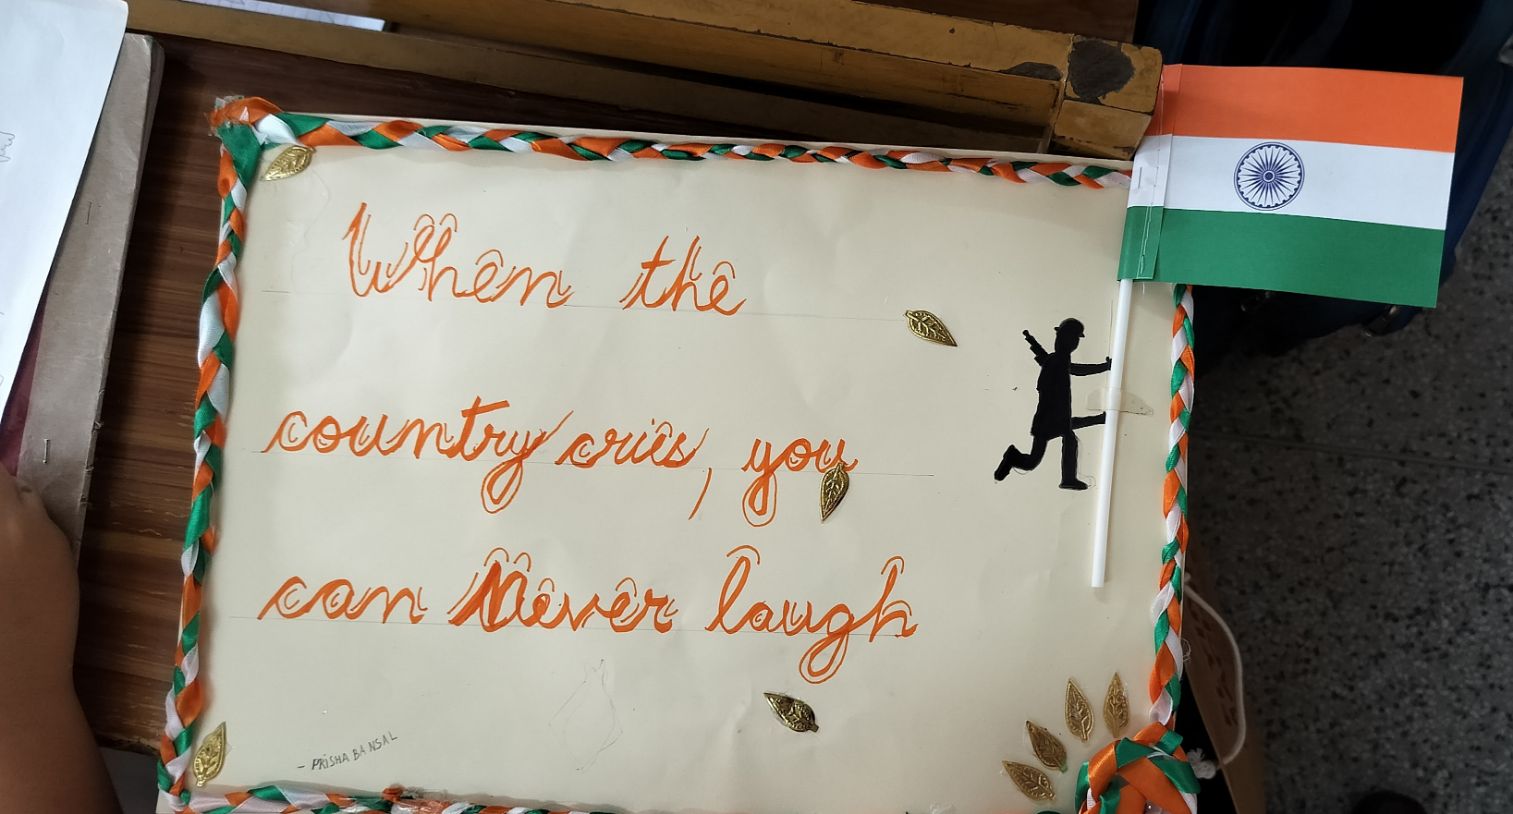 When the
country cries, you
can Never laugh
- PRISHA BANSAL